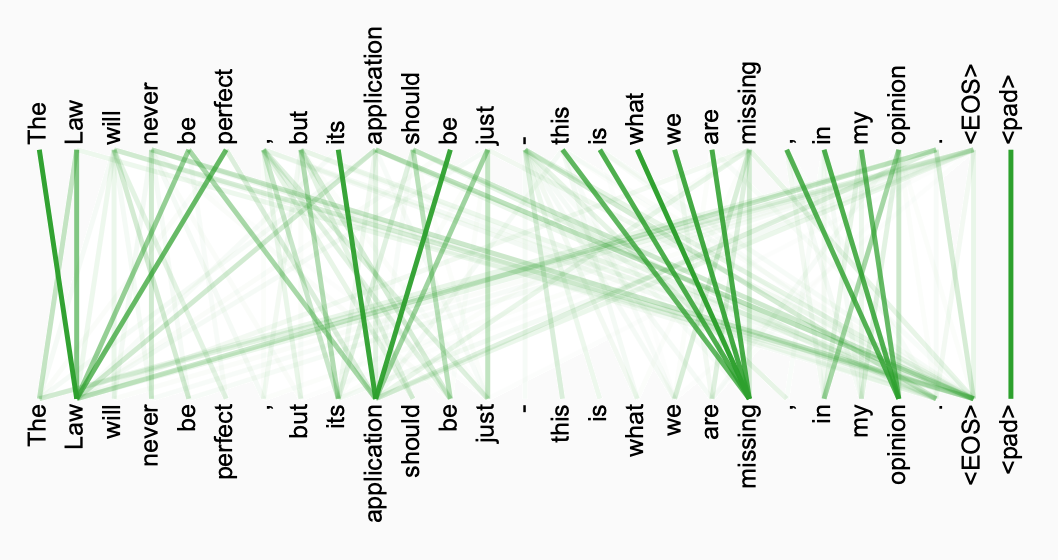 The Law will never be perfect , but its application should be just - this is what we are missing , in my opinion . <EOS> <pad>
The Law will never be perfect , but its application should be just - this is what we are missing , in my opinion . <EOS> <pad>